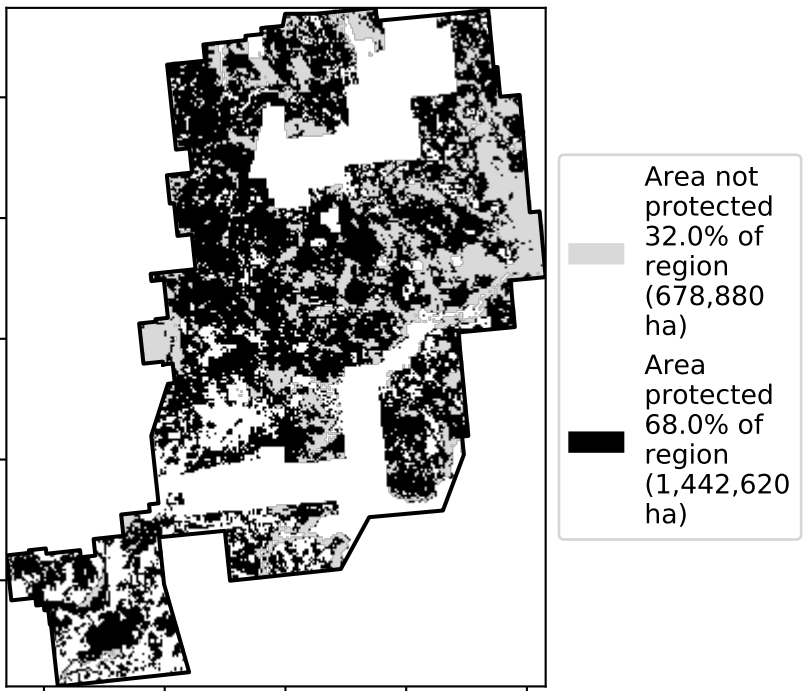 Area not
protected
32.0% of
region
(678,880
ha)
Area
protected
68.0% of
region
(1,442,620
ha)